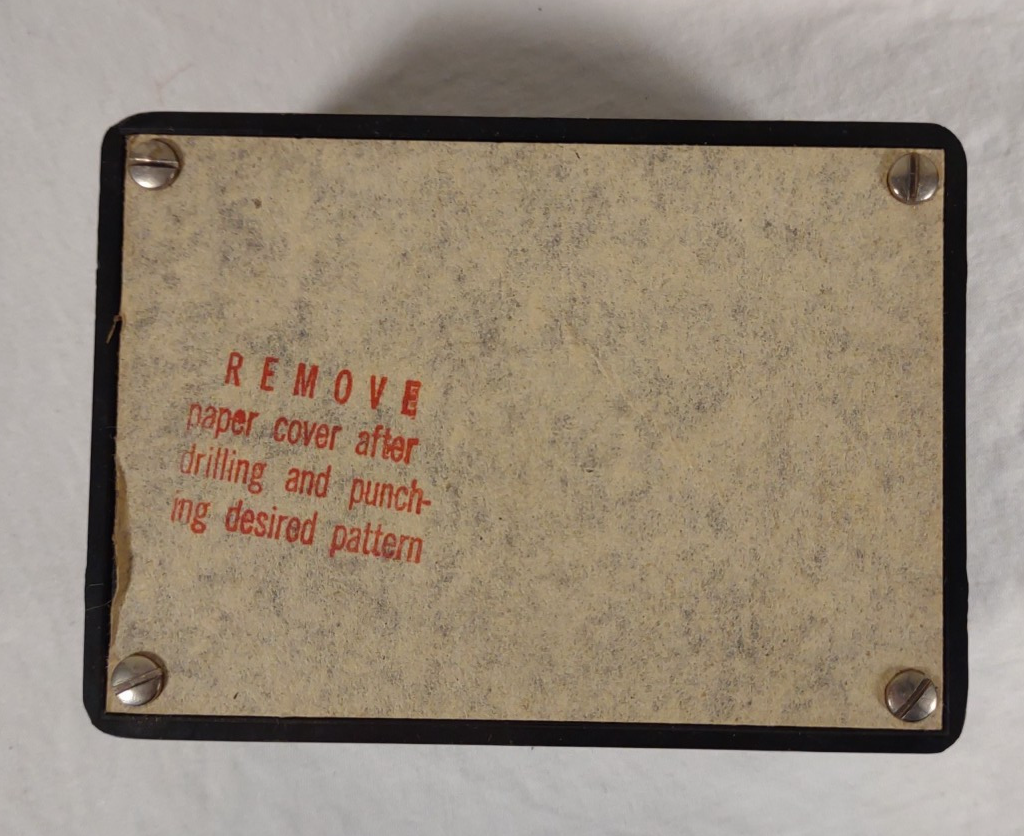 REMOVE
paper cover after
drilling and punch-
ing desired pattern